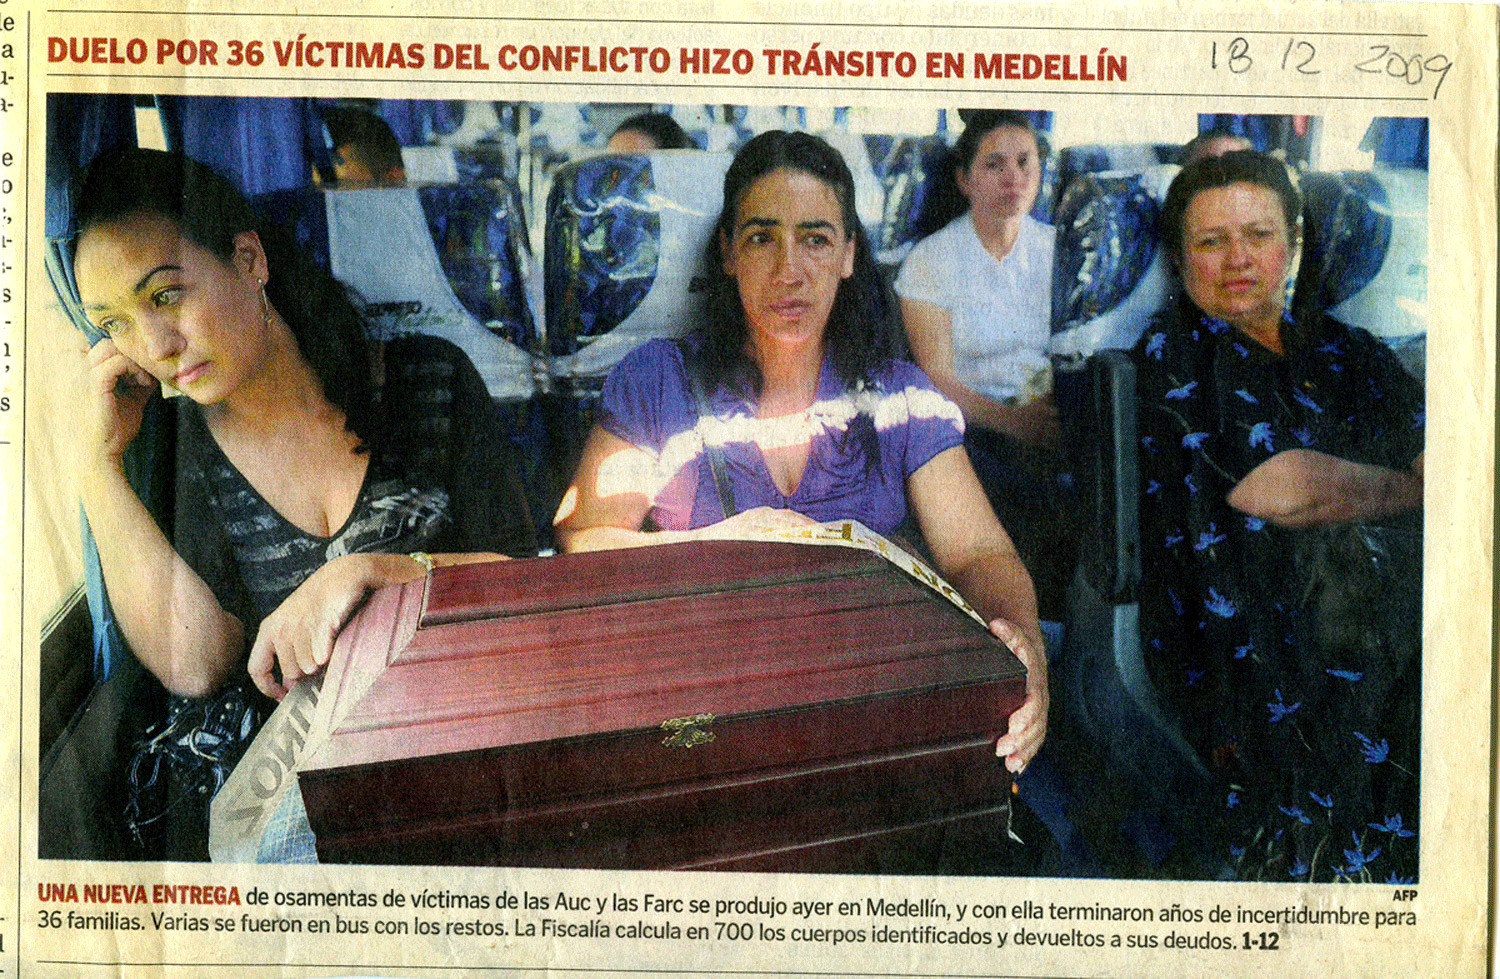 DUELO POR 36 VÍCTIMAS DEL CONFLICTO HIZO TRÁNSITO EN MEDELLÍN
18 12 2009
AFP
UNA NUEVA ENTREGA de osamentas de víctimas de las Auc y las Farc se produjo ayer en Medellín, y con ella terminaron años de incertidumbre para
36 familias. Varias se fueron en bus con los restos. La Fiscalía calcula en 700 los cuerpos identificados y devueltos a sus deudos. 1-12